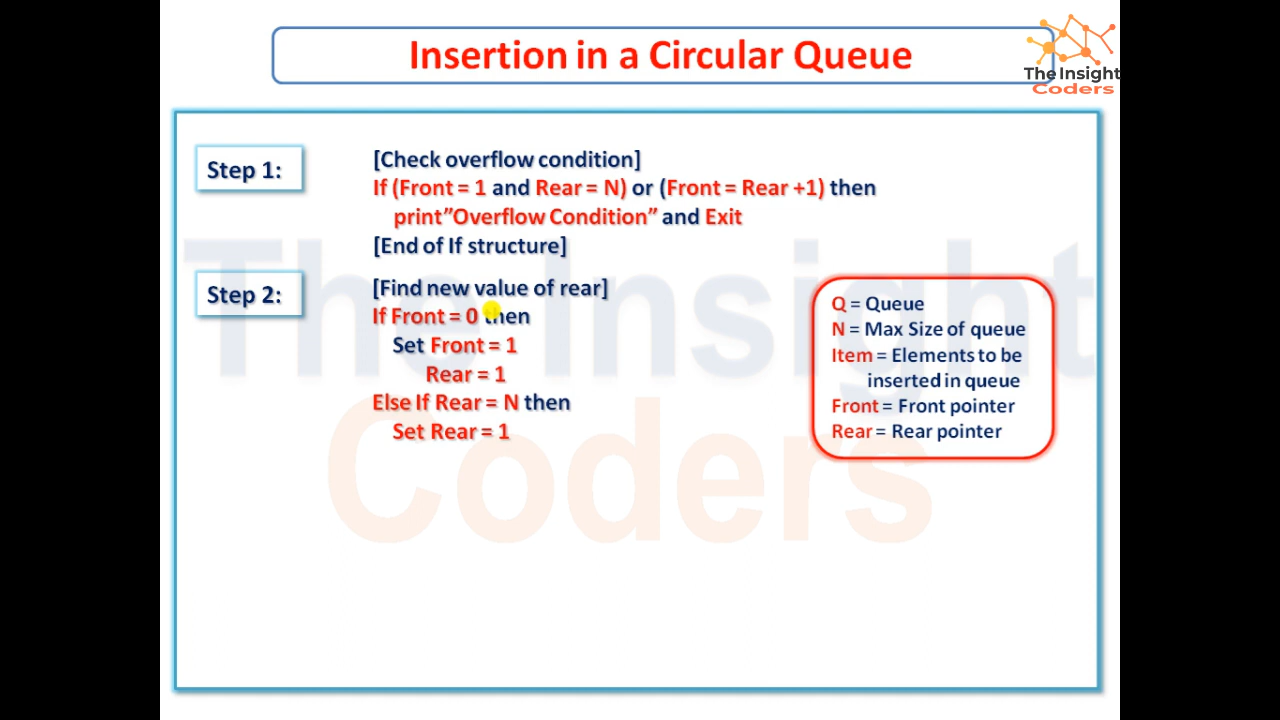 Insertion in a Circular Queue
The Insight
Coders
Step 1:
[Check overflow condition]
If (Front = 1 and Rear = N) or (Front = Rear +1) then
print”Overflow Condition” and Exit
[End of If structure]
Step 2:
[Find new value of rear]
If Front = 0 then
Set Front = 1
Rear = 1
Else If Rear = N then
Set Rear = 1
Q = Queue
N = Max Size of queue
Item = Elements to be
inserted in queue
Front = Front pointer
Rear = Rear pointer
The Insight
Coders